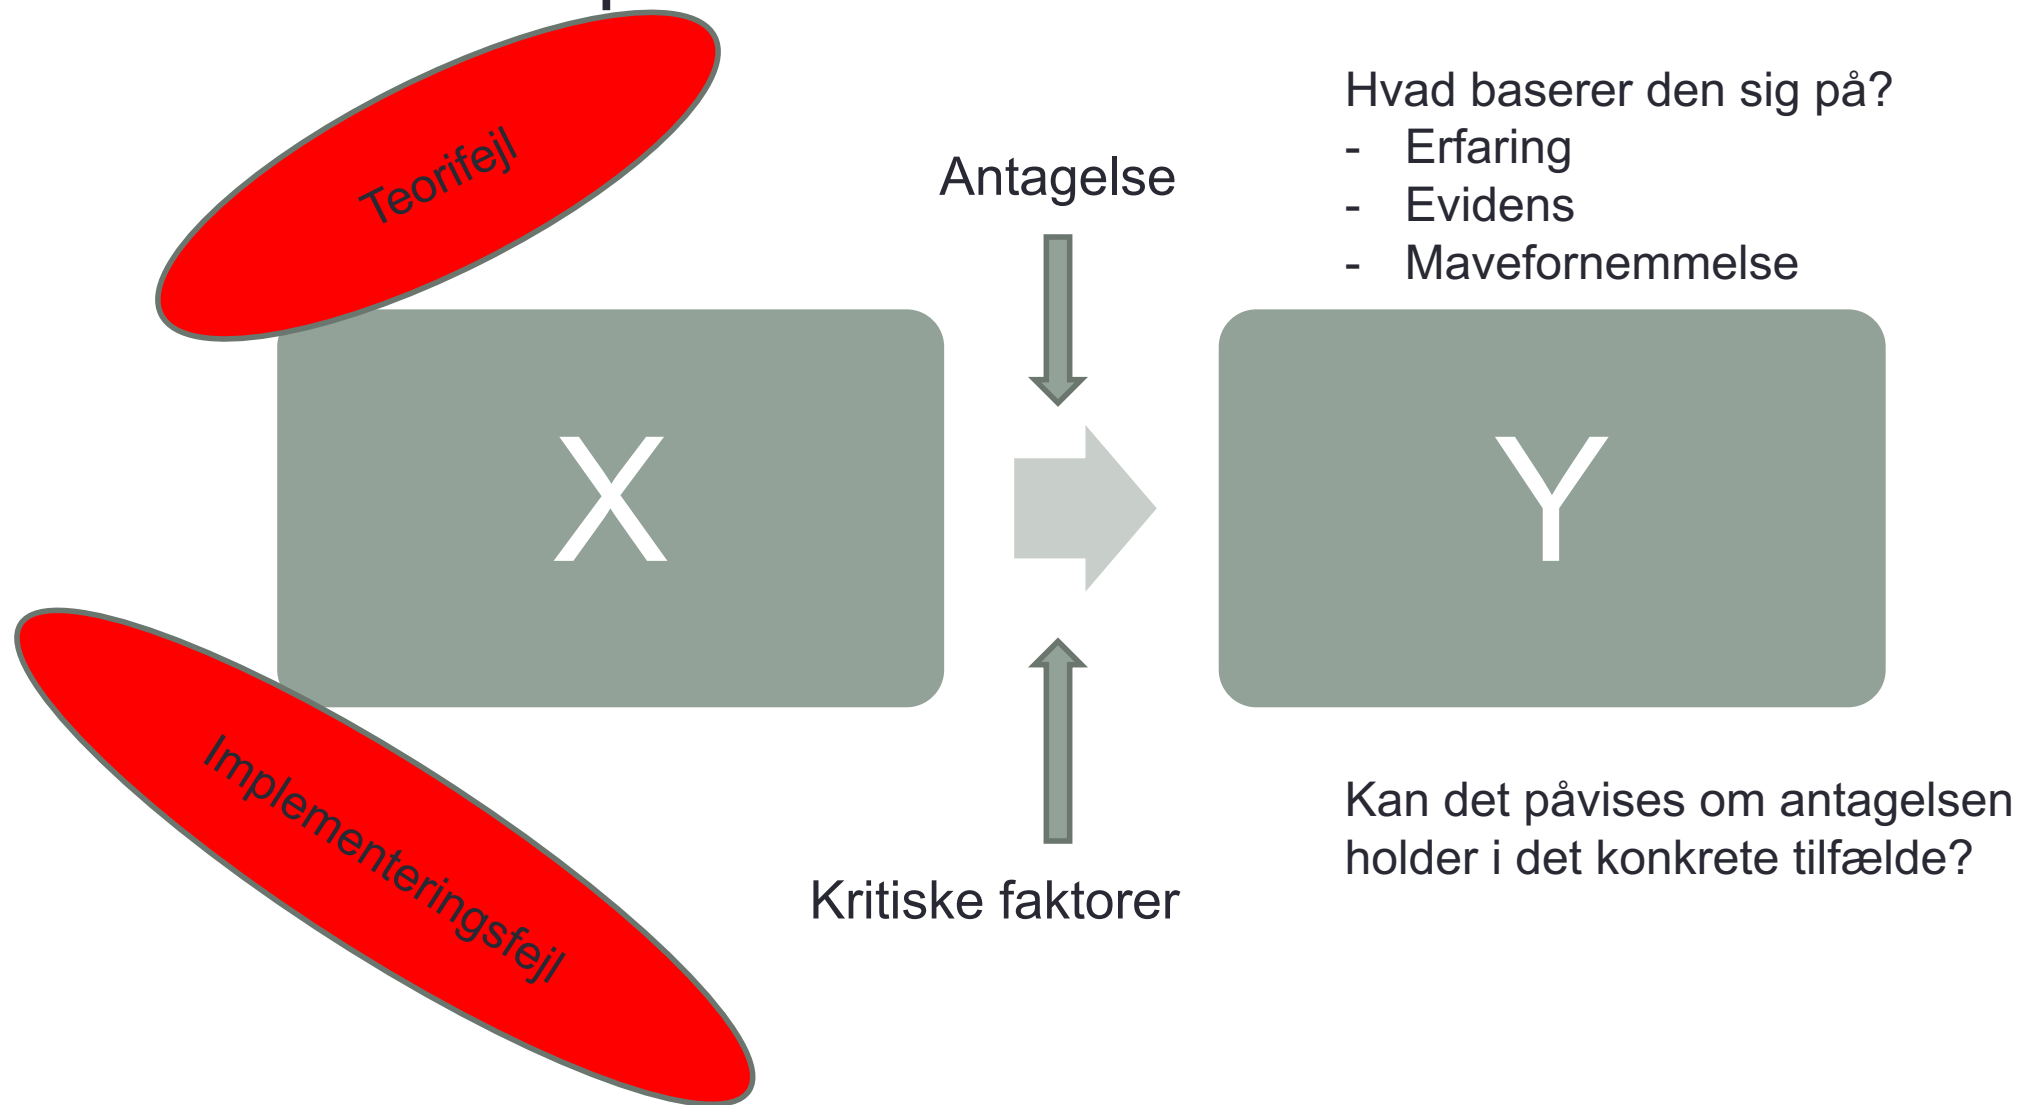 Teorifejl
Antagelse
Hvad baserer den sig på?
- Erfaring
- Evidens
- Mavefornemmelse
X
Y
Implementeringsfejl
Kritiske faktorer
Kan det påvises om antagelsen
holder i det konkrete tilfælde?